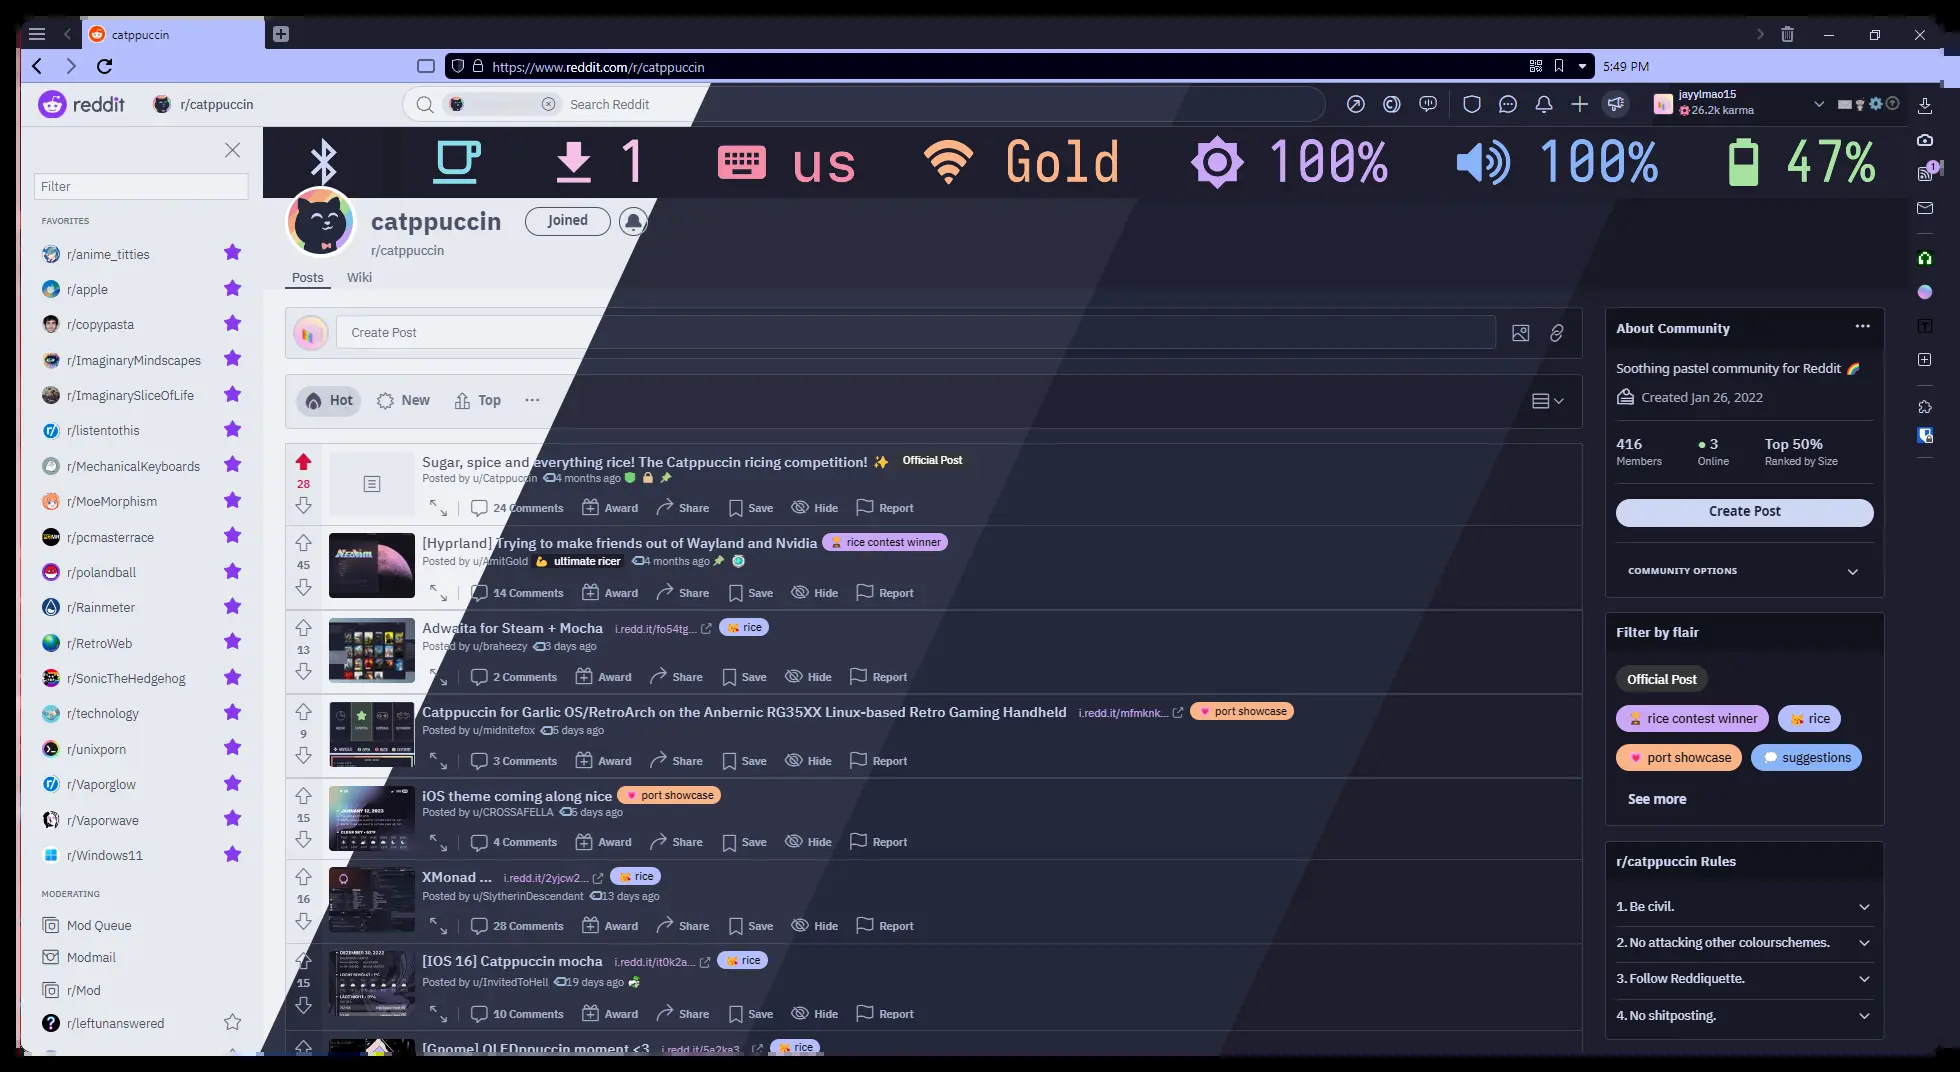 catppuccin
https://www.reddit.com/r/catppuccin
5:49 PM
reddit
r/catppuccin
Search Reddit
jayylmao15
26.2k karma
1
us
Gold
100%
100%
47%
Filter
FAVORITES
r/anime_titties
r/apple
r/copypasta
r/ImaginaryMindscapes
r/ImaginarySliceOfLife
r/listentothis
r/MechanicalKeyboards
r/MoeMorphism
r/pcmasterrace
r/polandball
r/Rainmeter
r/RetroWeb
r/SonicTheHedgehog
r/technology
r/unixporn
r/Vaporglow
r/Vaporwave
r/Windows11
MODERATING
Mod Queue
Modmail
r/Mod
r/leftunanswered
catppuccin
Joined
r/catppuccin
Posts
Wiki
Create Post
Hot
New
Top
28
Sugar, spice and everything rice! The Catppuccin ricing competition! ✨ Official Post
Posted by u/Catppuccin 4 months ago
24 Comments Award Share Save Hide Report
45
[Hyprland] Trying to make friends out of Wayland and Nvidia rice contest winner
Posted by u/AmitGold 💪 ultimate ricer 4 months ago
14 Comments Award Share Save Hide Report
13
Adwaita for Steam + Mocha i.redd.it/fo54tg... rice
Posted by u/braheezy 3 days ago
2 Comments Award Share Save Hide Report
9
Catppuccin for Garlic OS/RetroArch on the Anbernic RG35XX Linux-based Retro Gaming Handheld i.redd.it/mfmknk... port showcase
Posted by u/midnitefox 5 days ago
3 Comments Award Share Save Hide Report
15
iOS theme coming along nice port showcase
Posted by u/CROSSAFELLA 6 days ago
4 Comments Award Share Save Hide Report
16
XMonad ... i.redd.it/2yjcw2... rice
Posted by u/SlytherinDescendant 13 days ago
28 Comments Award Share Save Hide Report
15
[IOS 16] Catppuccin mocha i.redd.it/it0k2a... rice
Posted by u/InvitedToHell 19 days ago
10 Comments Award Share Save Hide Report
[Gnome] OLEDppuccin moment <3 i.redd.it/5a2ka3 rice
About Community
Soothing pastel community for Reddit 🌈
Created Jan 26, 2022
416
Members
3
Online
Top 50%
Ranked by Size
Create Post
COMMUNITY OPTIONS
Filter by flair
Official Post
rice contest winner
rice
port showcase
suggestions
See more
r/catppuccin Rules
1. Be civil.
2. No attacking other colourschemes.
3. Follow Reddiquette.
4. No shitposting.